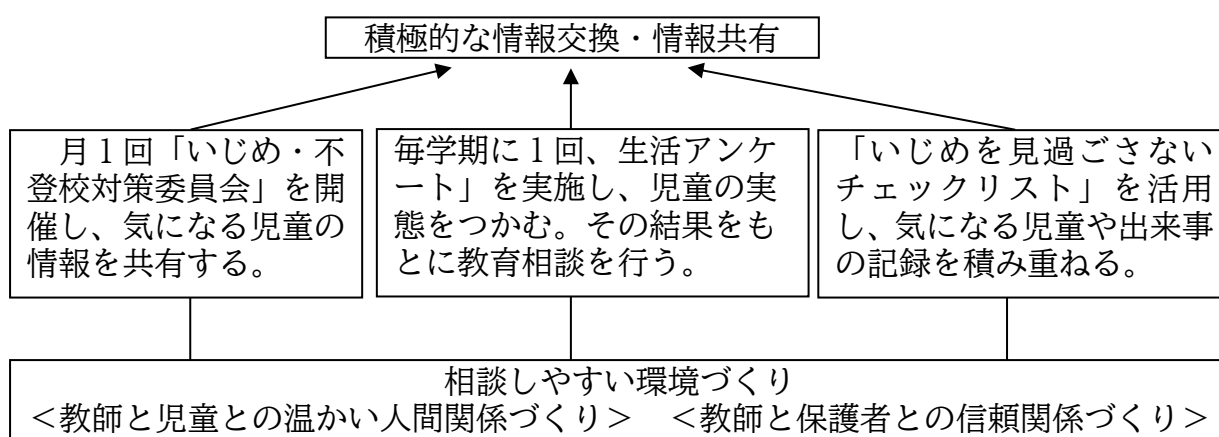 積極的な情報交換・情報共有
月１回「いじめ・不
登校対策委員会」を開
催し、気になる児童の
情報を共有する。
毎学期に１回、生活アンケ
ート」を実施し、児童の実
態をつかむ。その結果をも
とに教育相談を行う。
「いじめを見過ごさない
チェックリスト」を活用
し、気になる児童や出来事
の記録を積み重ねる。
相談しやすい環境づくり
＜教師と児童との温かい人間関係づくり＞　＜教師と保護者との信頼関係づくり＞